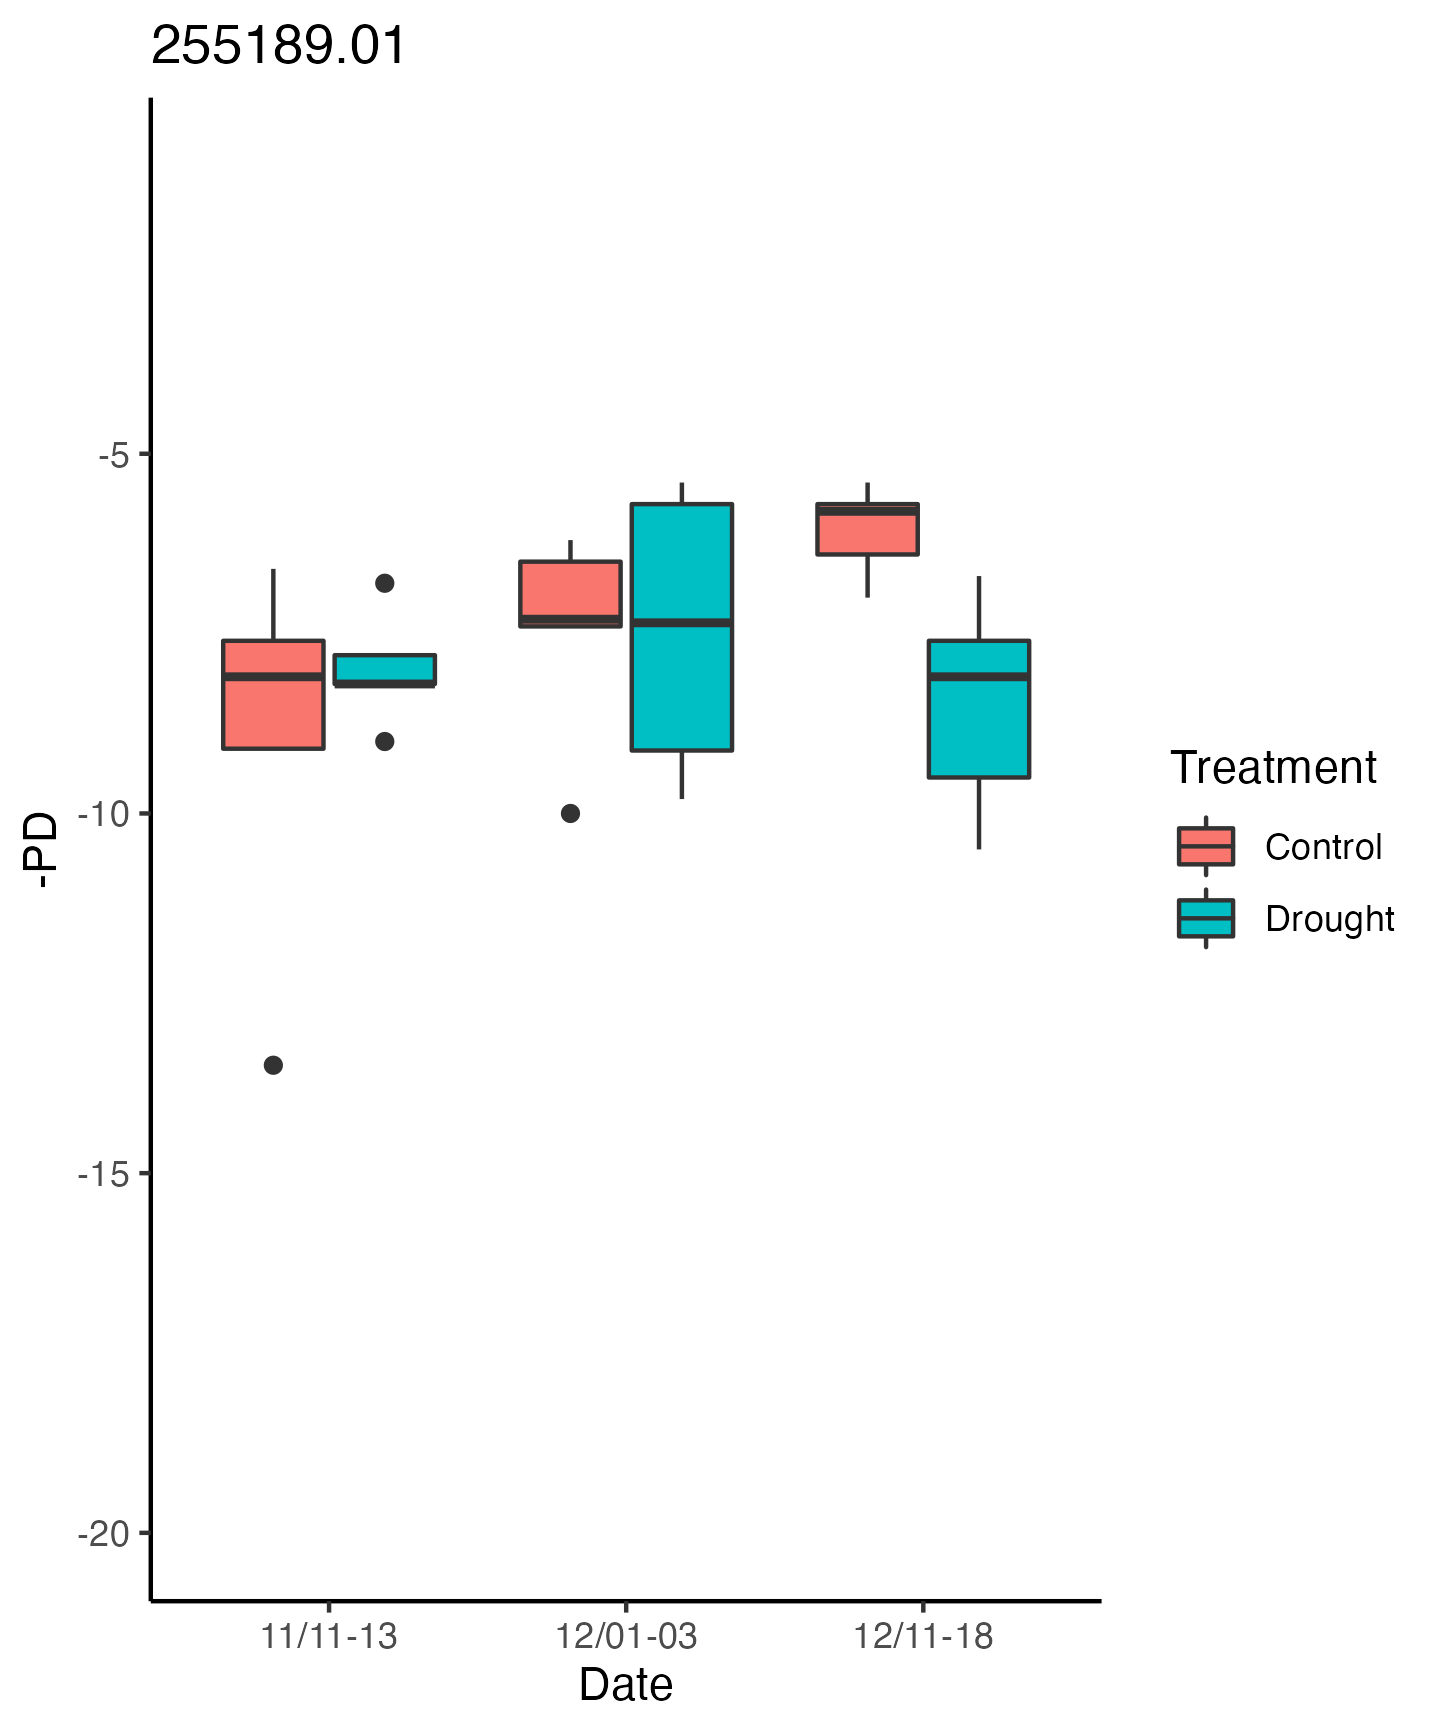 255189.01
-5
-10
-15
-20
-PD
11/11-13
12/01-03
12/11-18
Date
Treatment
Control
Drought